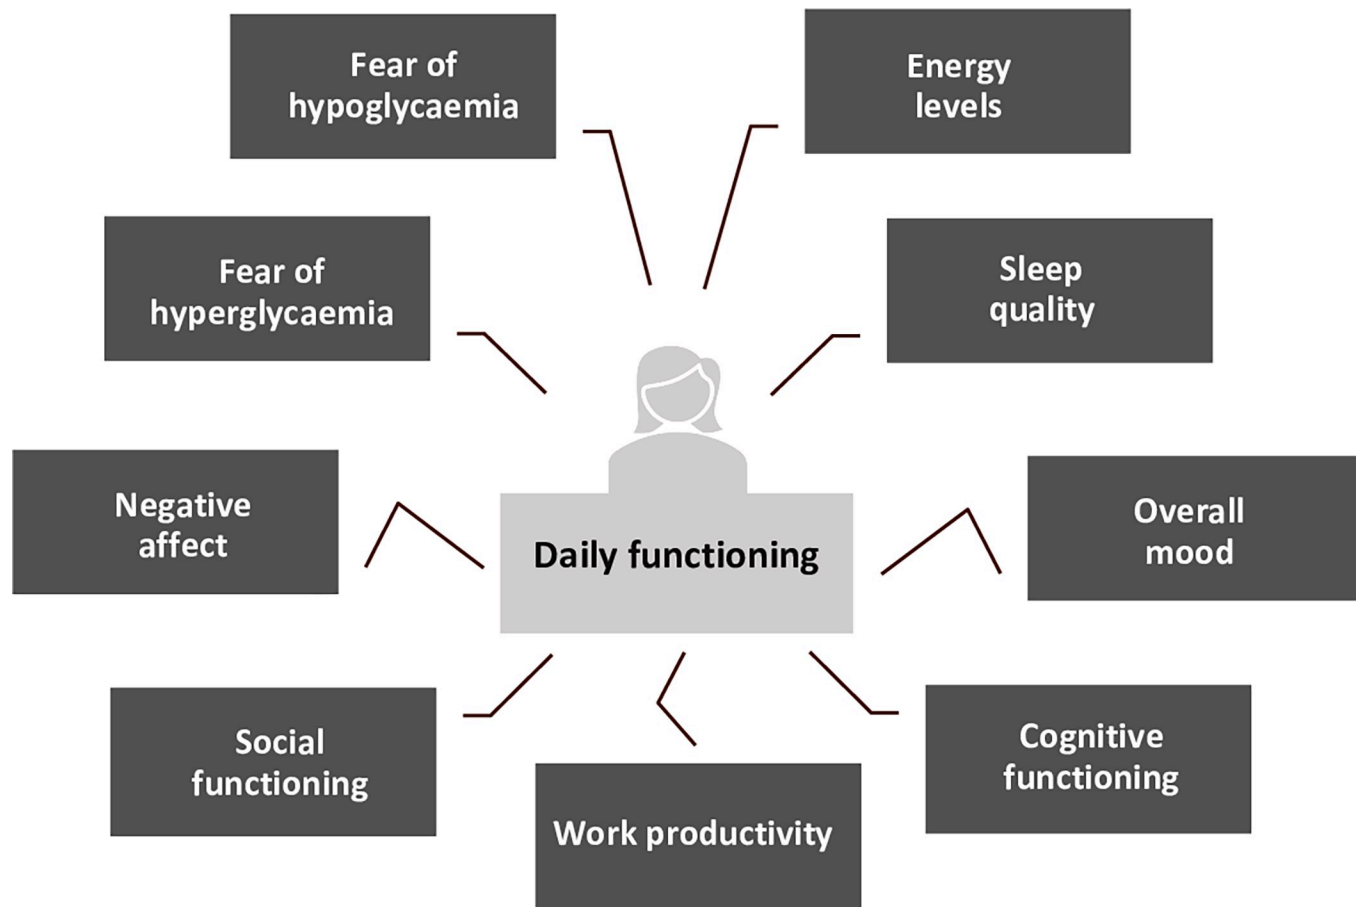 Fear of
hypoglycaemia
Energy
levels
Fear of
hyperglycaemia
Sleep
quality
Negative
affect
Daily functioning
Overall
mood
Social
functioning
Work productivity
Cognitive
functioning